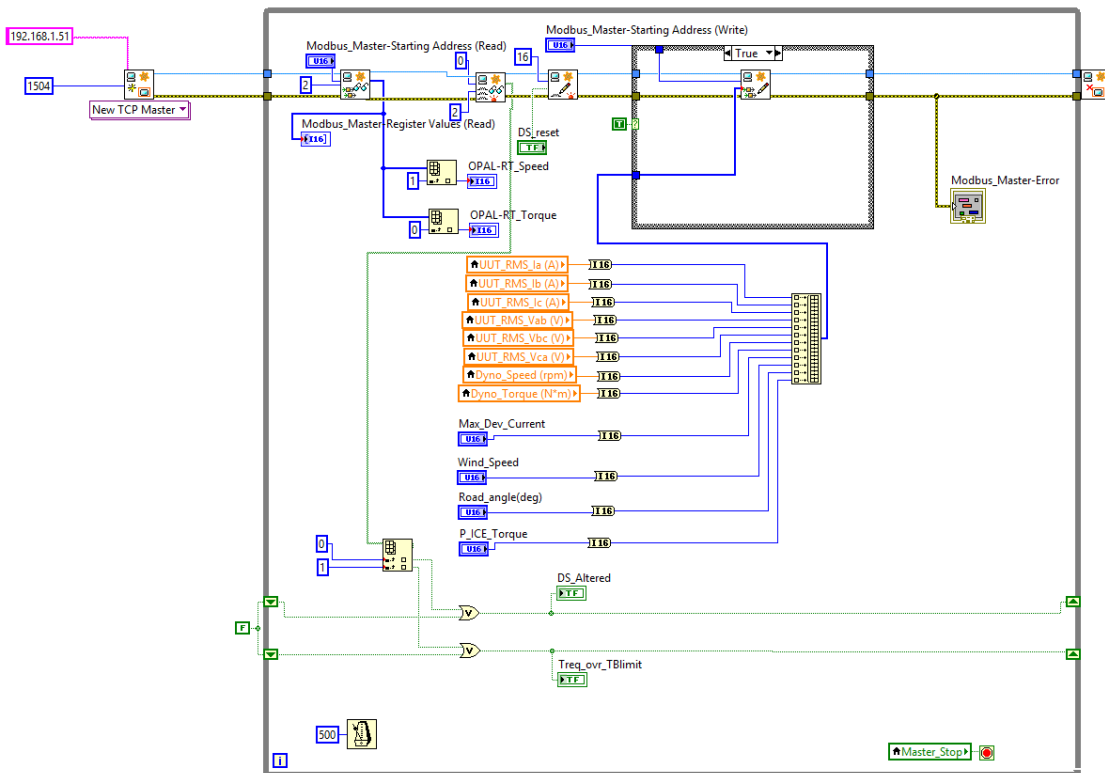 192.168.1.51
1504
New TCP Master
Modbus_Master-Starting Address (Read)
U16
2
0
2
Modbus_Master-Register Values (Read)
[I16]
16
Modbus_Master-Starting Address (Write)
U16
True
DS_reset
TF
T
?
1
OPAL-RT_Speed
I16
0
OPAL-RT_Torque
I16
Modbus_Master-Error
UUT_RMS_Ia (A)
I16
UUT_RMS_Ib (A)
I16
UUT_RMS_Ic (A)
I16
UUT_RMS_Vab (V)
I16
UUT_RMS_Vbc (V)
I16
UUT_RMS_Vca (V)
I16
Dyno_Speed (rpm)
I16
Dyno_Torque (N*m)
I16
Max_Dev_Current
U16
I16
Wind_Speed
U16
I16
Road_angle(deg)
U16
I16
P_ICE_Torque
U16
I16
0
1
DS_Altered
TF
V
F
V
Treq_ovr_TBlimit
TF
500
i
Master_Stop